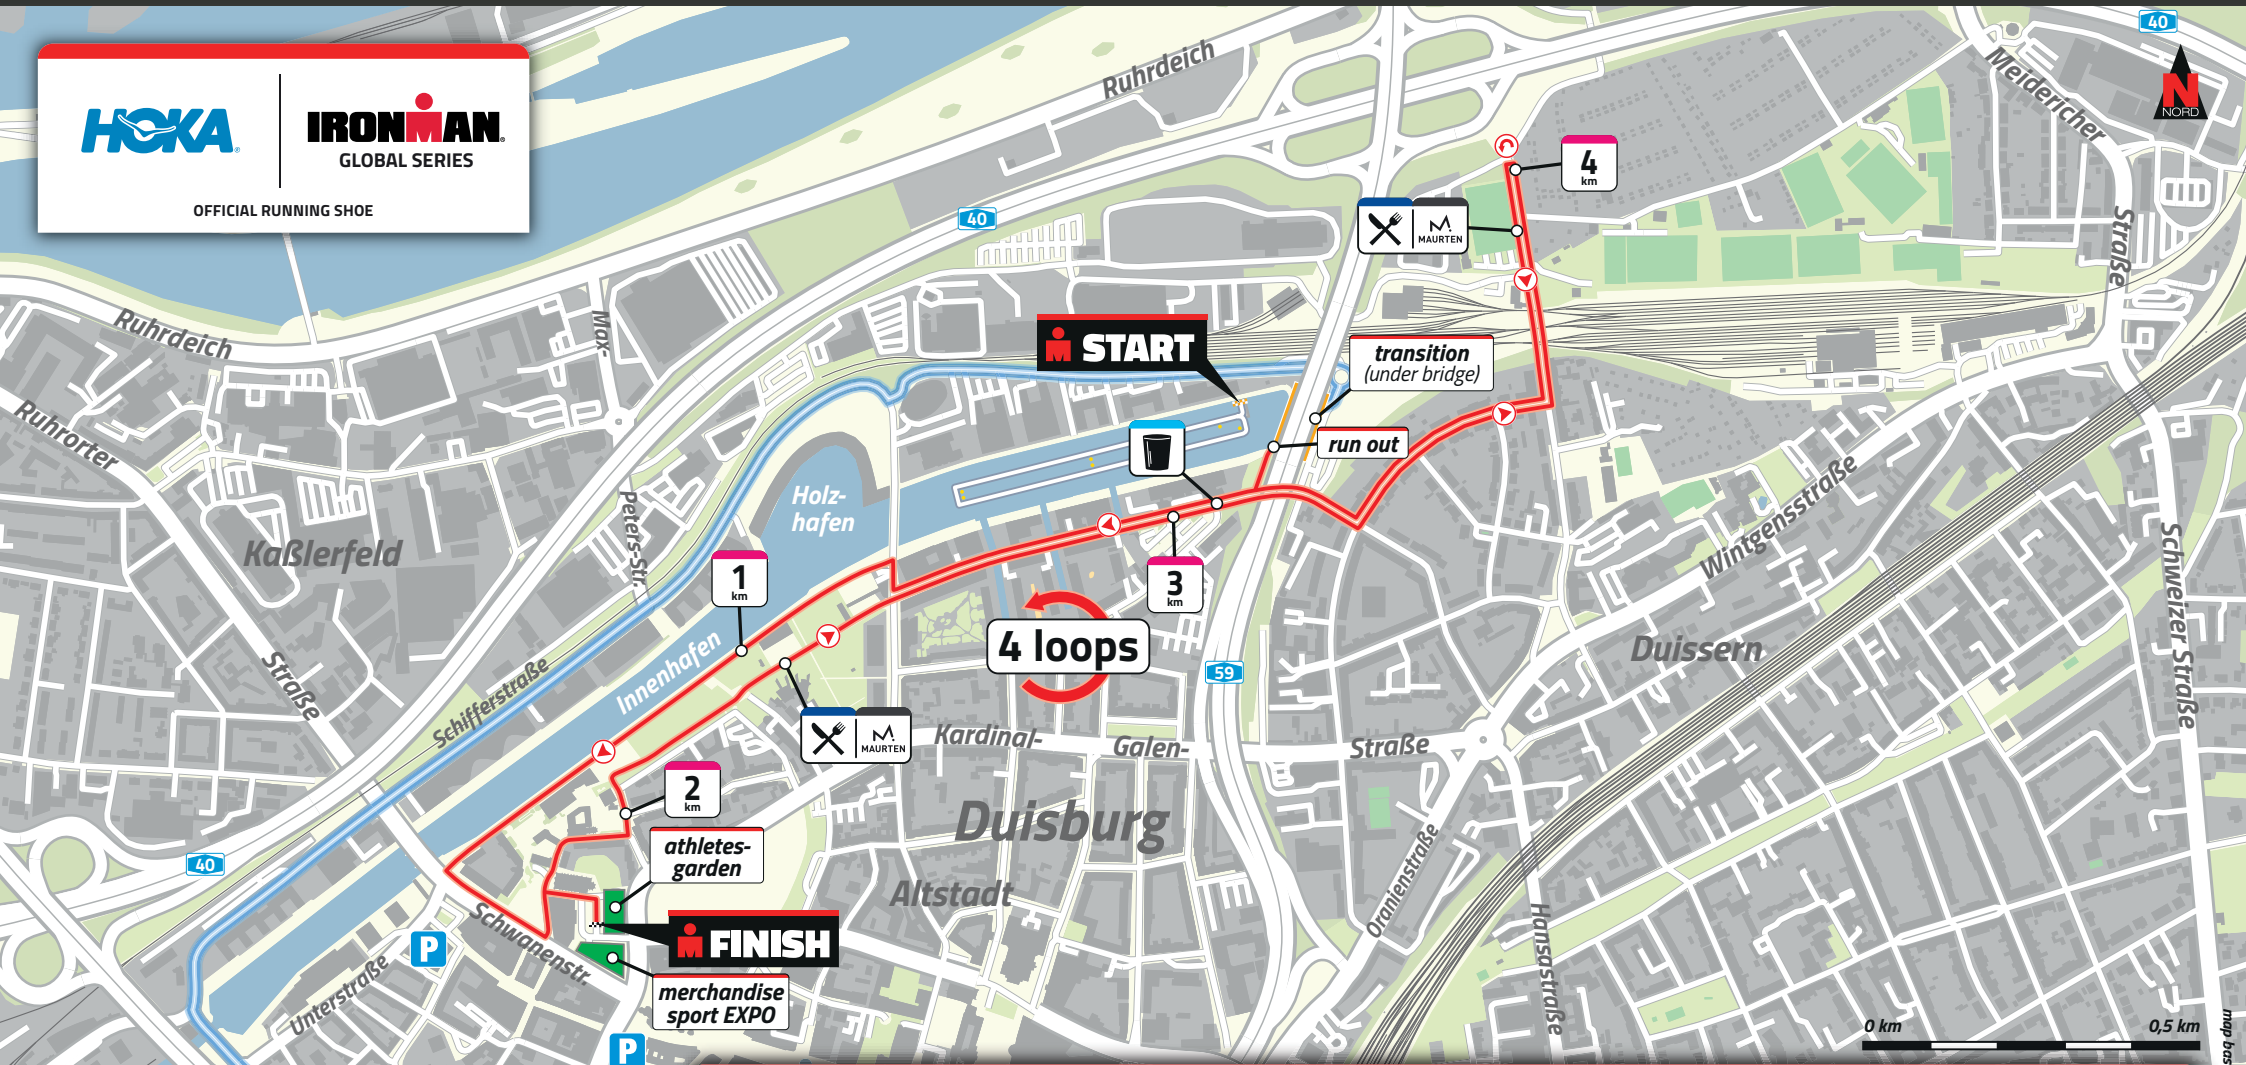 HOKA
IRONMAN
GLOBAL SERIES
OFFICIAL RUNNING SHOE
40
Ruhrdeich
Meidericher
Straße
N
NORD
4
km
MAURTEN
40
Ruhrdeich
Max-
Peters-Str.
START
transition
(under bridge)
run out
Ruhrorter
Straße
Holz-
hafen
Kaßlerfeld
1
km
3
km
4 loops
59
Innenhafen
Schifferstraße
Wintgensstraße
Duissern
Schweizer Straße
MAURTEN
Kardinal-
Galen-
Straße
2
km
Duisburg
Altstadt
athletes-
garden
40
P
Schwanenstr.
FINISH
Unterstraße
merchandise
sport EXPO
P
Oranienstraße
Hansastraße
0 km
0,5 km
map bas